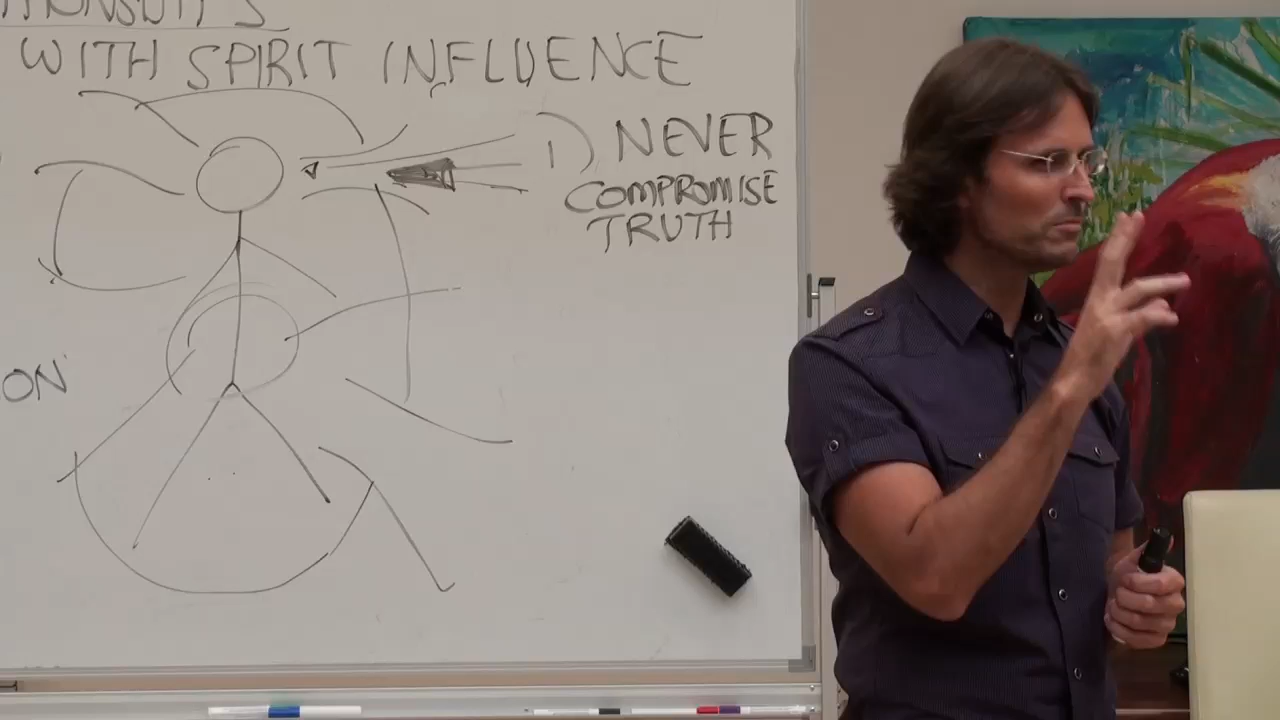 WITH SPIRIT INFLUENCE
1) NEVER
COMPROMISE
TRUTH
ON